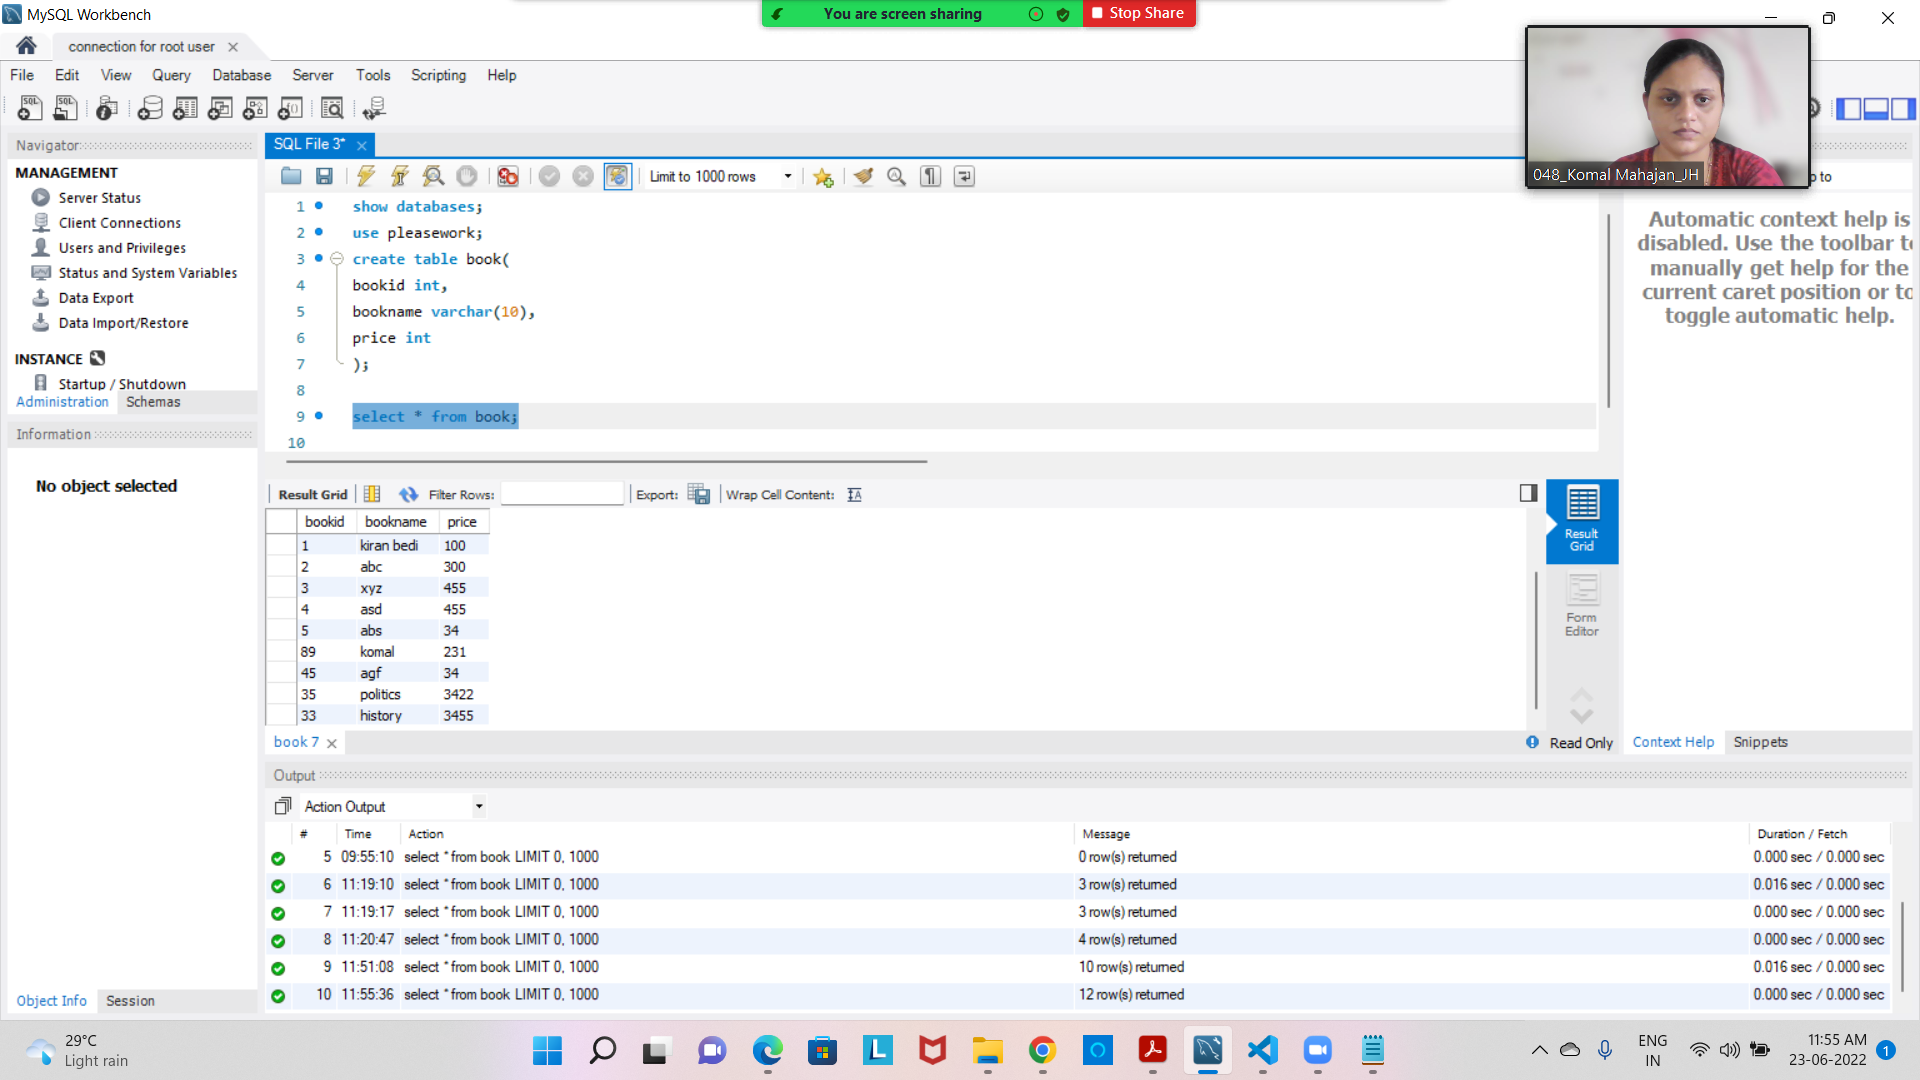 MySQL Workbench
You are screen sharing
Stop Share
connection for root user
File Edit View Query Database Server Tools Scripting Help
048_Komal Mahajan_JH
Navigator
MANAGEMENT
Server Status
Client Connections
Users and Privileges
Status and System Variables
Data Export
Data Import/Restore
INSTANCE
Startup / Shutdown
Administration Schemas
Information
No object selected
Object Info Session
SQL File 3*
Limit to 1000 rows
1 show databases;
2 use pleasework;
3 create table book(
4 bookid int,
5 bookname varchar(10),
6 price int
7 );
8
9 select * from book;
10
Result Grid Filter Rows: Export: Wrap Cell Content:
bookid bookname price
1 kiran bedi 100
2 abc 300
3 xyz 455
4 asd 455
5 abs 34
89 komal 231
45 agf 34
35 politics 3422
33 history 3455
Result
Grid
Form
Editor
book 7
Read Only
to
Automatic context help is
disabled. Use the toolbar to
manually get help for the
current caret position or to
toggle automatic help.
Context Help Snippets
Output
Action Output
# Time Action Message Duration / Fetch
5 09:55:10 select * from book LIMIT 0, 1000 0 row(s) returned 0.000 sec / 0.000 sec
6 11:19:10 select * from book LIMIT 0, 1000 3 row(s) returned 0.016 sec / 0.000 sec
7 11:19:17 select * from book LIMIT 0, 1000 3 row(s) returned 0.000 sec / 0.000 sec
8 11:20:47 select * from book LIMIT 0, 1000 4 row(s) returned 0.000 sec / 0.000 sec
9 11:51:08 select * from book LIMIT 0, 1000 10 row(s) returned 0.016 sec / 0.000 sec
10 11:55:36 select * from book LIMIT 0, 1000 12 row(s) returned 0.000 sec / 0.000 sec
29°C
Light rain
ENG
IN
11:55 AM
23-06-2022
1